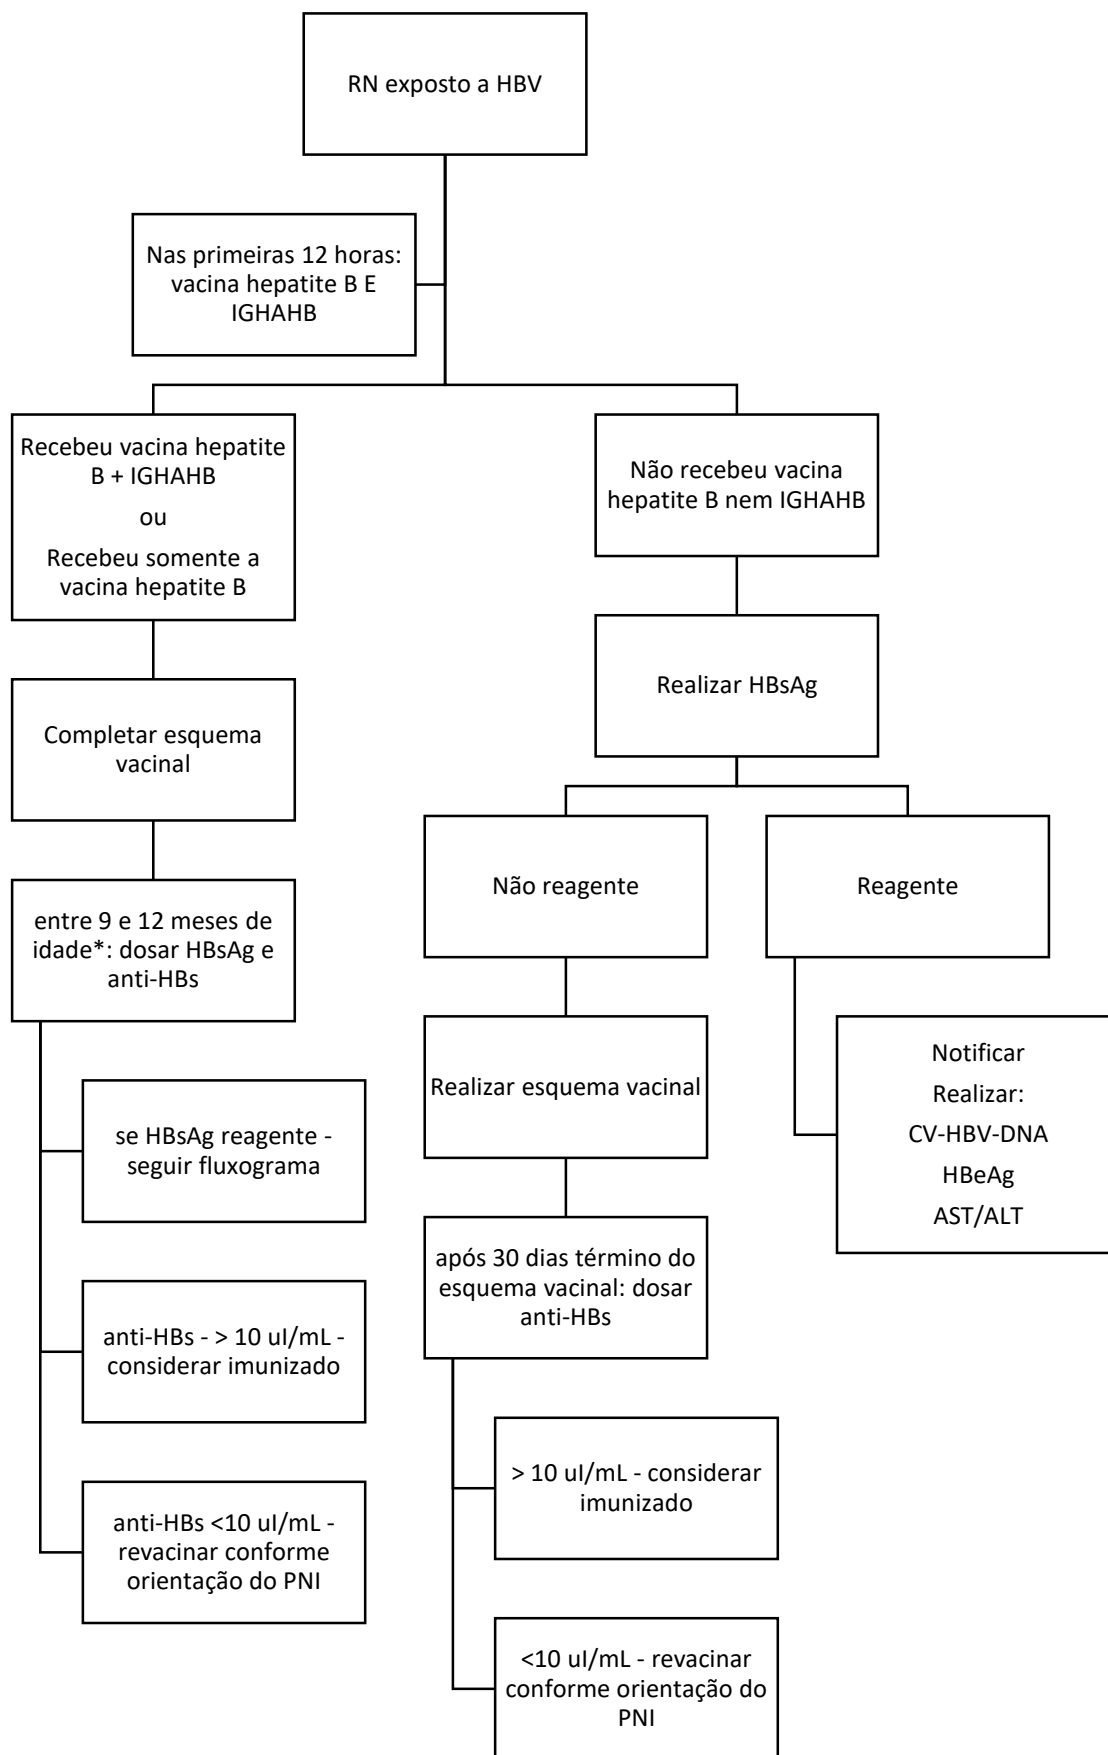 RN exposto a HBV
Nas primeiras 12 horas:
vacina hepatite B E
IGHAHB
Recebeu vacina hepatite
B + IGHAHB
ou
Recebeu somente a
vacina hepatite B
Completar esquema
vacinal
entre 9 e 12 meses de
idade*: dosar HBsAg e
anti-HBs
se HBsAg reagente -
seguir fluxograma
anti-HBs - > 10 uI/mL -
considerar imunizado
anti-HBs <10 uI/mL -
revacinar conforme
orientação do PNI
Não recebeu vacina
hepatite B nem IGHAHB
Realizar HBsAg
Não reagente
Realizar esquema vacinal
após 30 dias término do
esquema vacinal: dosar
anti-HBs
> 10 uI/mL - considerar
imunizado
<10 uI/mL - revacinar
conforme orientação do
PNI
Reagente
Notificar
Realizar:
CV-HBV-DNA
HBeAg
AST/ALT